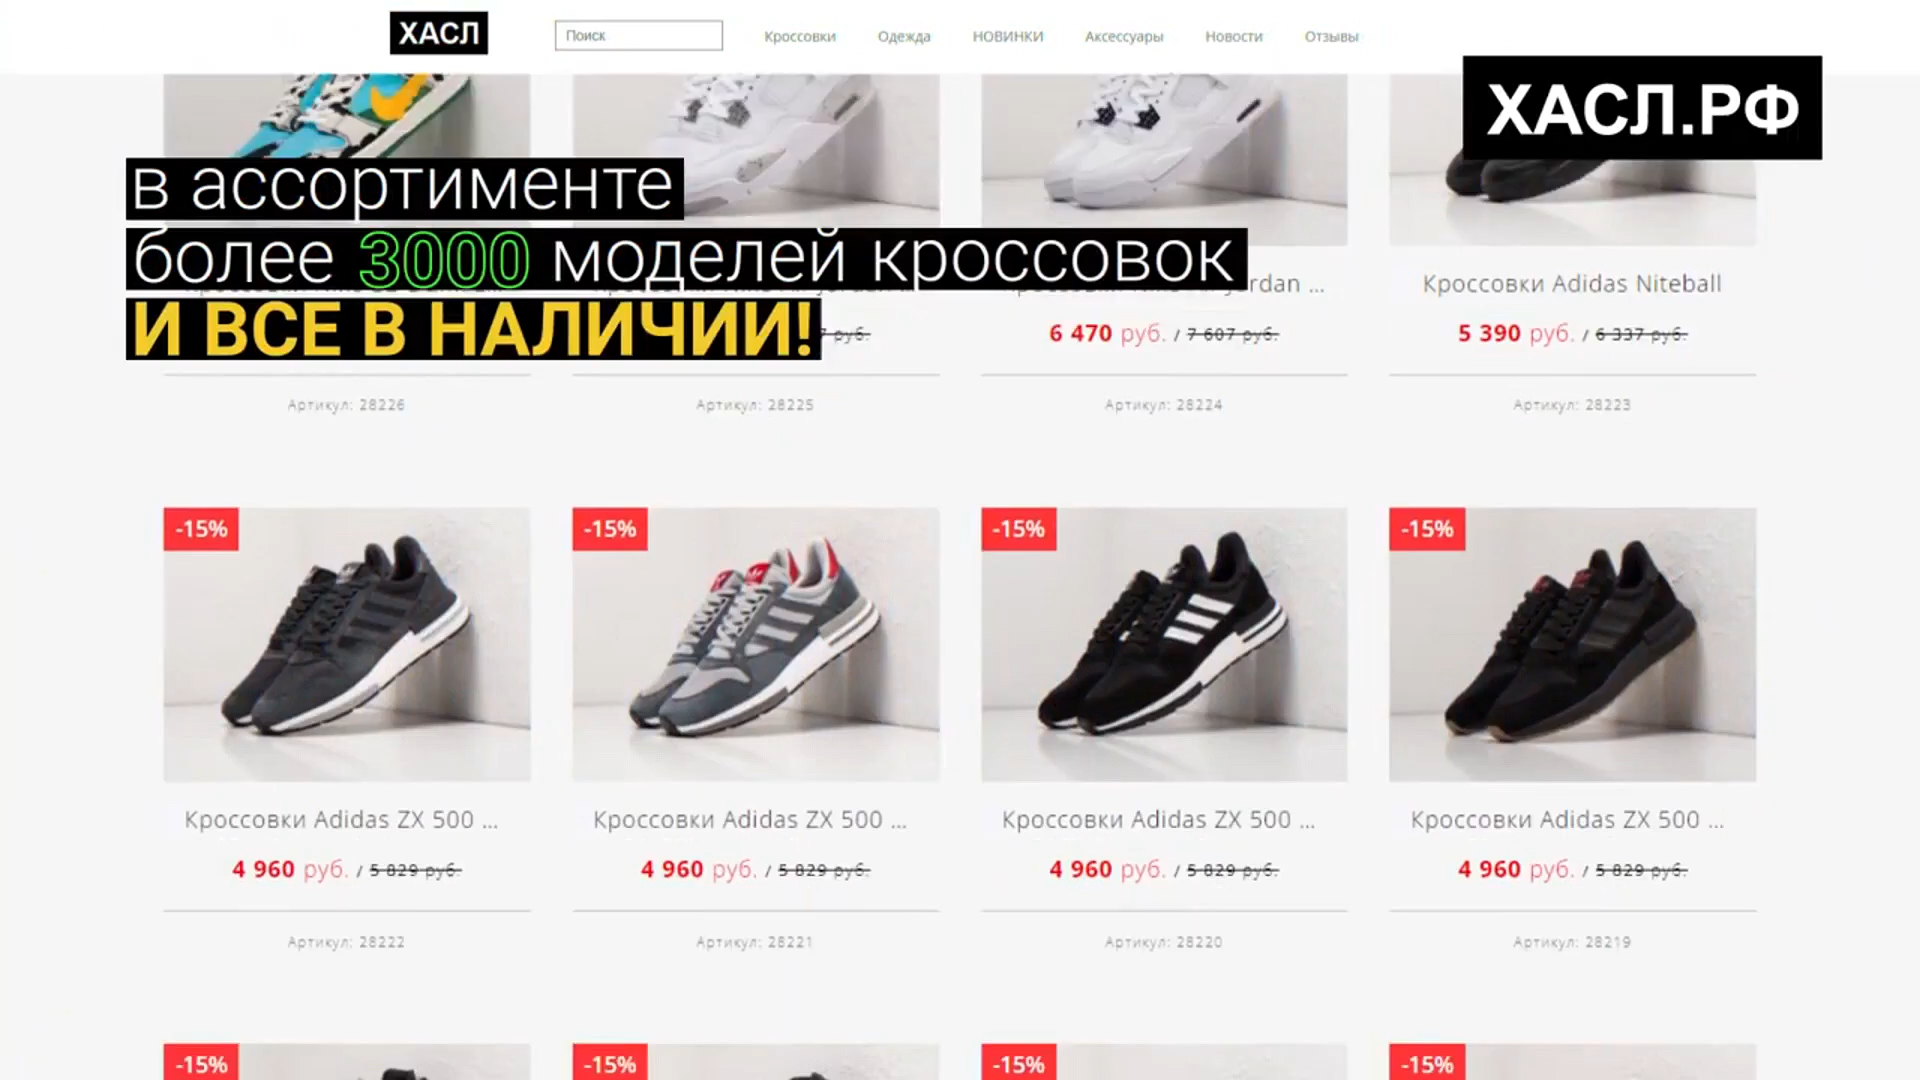 ХАСЛ
Поиск
Кроссовки
Одежда
НОВИНКИ
Аксессуары
Новости
Отзывы
ХАСЛ.РФ
в ассортименте
более 3000 моделей кроссовок
И ВСЕ В НАЛИЧИИ!
Кроссовки Adidas Niteball
руб.
6 470 руб. / 7 607 руб.
5 390 руб. / 6 337 руб.
Артикул: 28226
Артикул: 28225
Артикул: 28224
Артикул: 28223
-15%
-15%
-15%
-15%
Кроссовки Adidas ZX 500 ...
Кроссовки Adidas ZX 500 ...
Кроссовки Adidas ZX 500 ...
Кроссовки Adidas ZX 500 ...
4 960 руб. / 5 829 руб.
4 960 руб. / 5 829 руб.
4 960 руб. / 5 829 руб.
4 960 руб. / 5 829 руб.
Артикул: 28222
Артикул: 28221
Артикул: 28220
Артикул: 28219
-15%
-15%
-15%
-15%